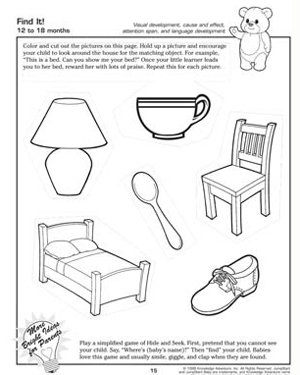 Find It!
12 to 18 months
Visual development, cause and effect,
attention span, and language development
Color and cut out the pictures on this page. Hold up a picture and encourage
your child to look around the house for the matching object. For example,
"This is a bed. Can you show me your bed?" Once your little learner leads
you to her bed, reward her with lots of praise. Repeat this for each picture.
More
Bright Ideas
for Parents
Play a simplified game of Hide and Seek. First, pretend that you cannot see
your child. Say, "Where's (baby's name)?" Then "find" your child. Babies
love this game and usually smile, giggle, and clap when they are found.
15